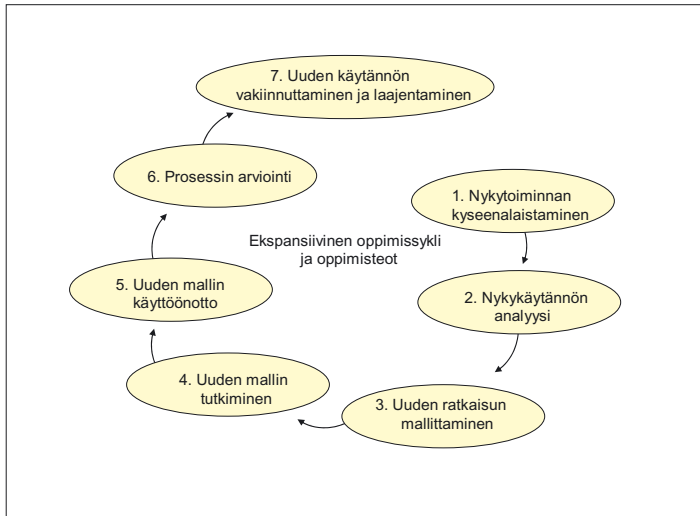 7. Uuden käytännön
vakiinnuttaminen ja laajentaminen
6. Prosessin arviointi
1. Nykytoiminnan
kyseenalaistaminen
Ekspansiivinen oppimissykli
ja oppimisteot
5. Uuden mallin
käyttöönotto
2. Nykykäytännön
analyysi
4. Uuden mallin
tutkiminen
3. Uuden ratkaisun
mallittaminen